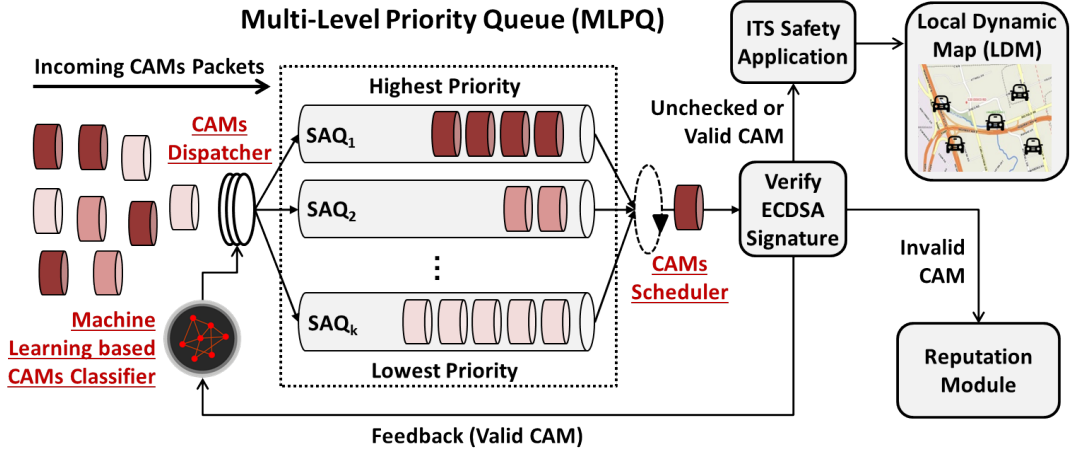 Multi-Level Priority Queue (MLPQ)
Incoming CAMs Packets
CAMs
Dispatcher
Highest Priority
SAQ1
SAQ2
⋮
SAQk
Lowest Priority
Machine
Learning based
CAMs Classifier
CAMs
Scheduler
Verify
ECDSA
Signature
Unchecked or
Valid CAM
ITS Safety
Application
Local Dynamic
Map (LDM)
Invalid
CAM
Reputation
Module
Feedback (Valid CAM)